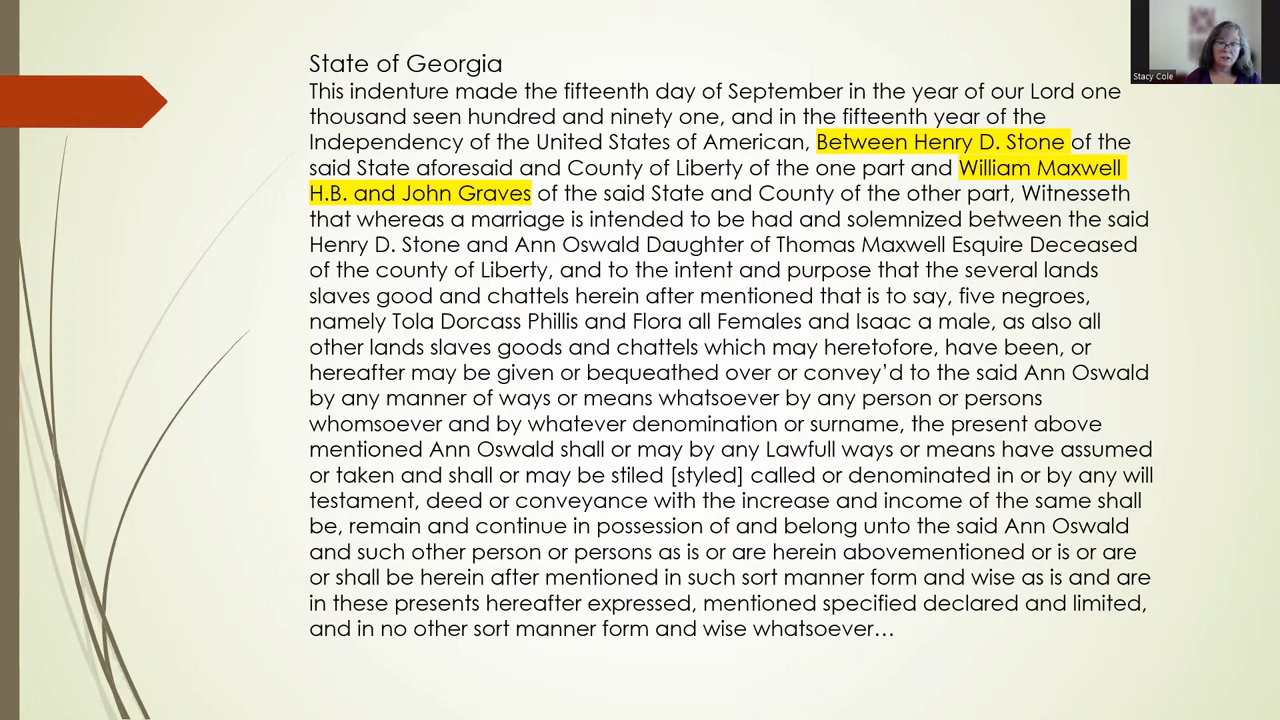 State of Georgia
This indenture made the fifteenth day of September in the year of our Lord one
thousand seen hundred and ninety one, and in the fifteenth year of the
Independency of the United States of American, Between Henry D. Stone of the
said State aforesaid and County of Liberty of the one part and William Maxwell
H.B. and John Graves of the said State and County of the other part, Witnesseth
that whereas a marriage is intended to be had and solemnized between the said
Henry D. Stone and Ann Oswald Daughter of Thomas Maxwell Esquire Deceased
of the county of Liberty, and to the intent and purpose that the several lands
slaves good and chattels herein after mentioned that is to say, five negroes,
namely Tola Dorcass Phillis and Flora all Females and Isaac a male, as also all
other lands slaves goods and chattels which may heretofore, have been, or
hereafter may be given or bequeathed over or convey’d to the said Ann Oswald
by any manner of ways or means whatsoever by any person or persons
whomsoever and by whatever denomination or surname, the present above
mentioned Ann Oswald shall or may by any Lawfull ways or means have assumed
or taken and shall or may be stiled [styled] called or denominated in or by any will
testament, deed or conveyance with the increase and income of the same shall
be, remain and continue in possession of and belong unto the said Ann Oswald
and such other person or persons as is or are herein abovementioned or is or are
or shall be herein after mentioned in such sort manner form and wise as is and are
in these presents hereafter expressed, mentioned specified declared and limited,
and in no other sort manner form and wise whatsoever…
Stacy Cole